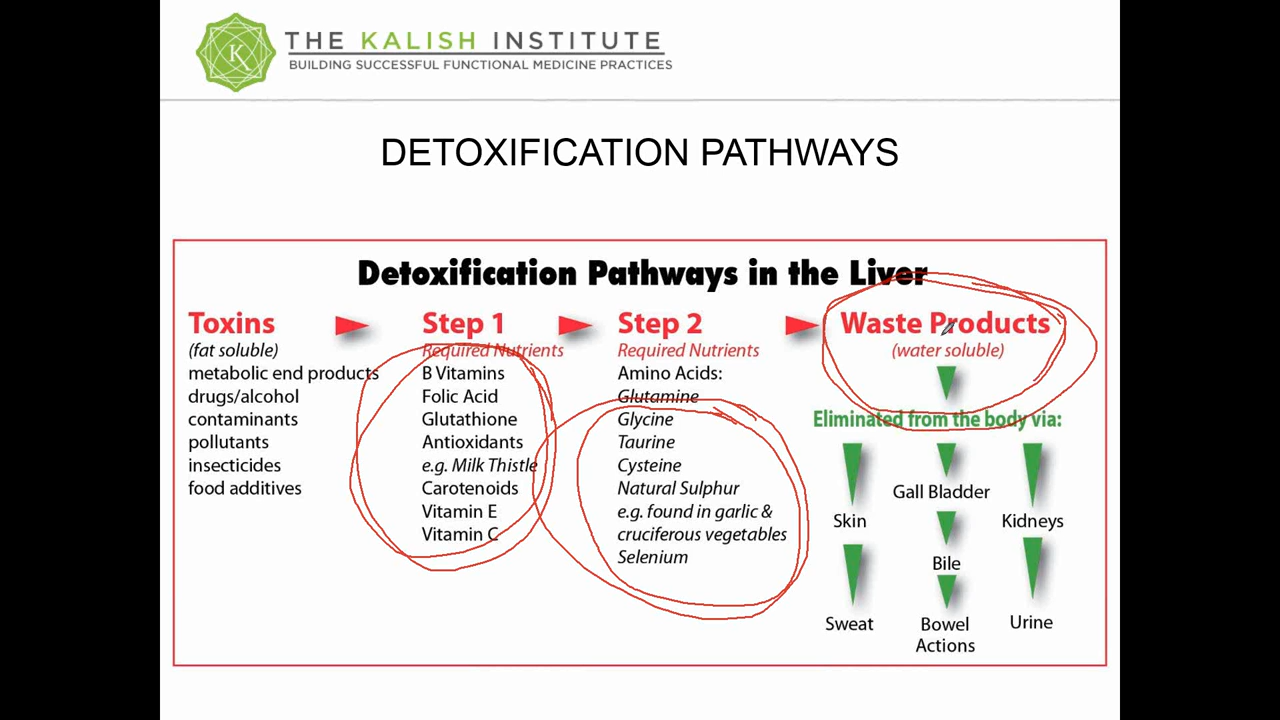 K
THE KALISH INSTITUTE
BUILDING SUCCESSFUL FUNCTIONAL MEDICINE PRACTICES
DETOXIFICATION PATHWAYS
Detoxification Pathways in the Liver
Toxins
(fat soluble)
metabolic end products
drugs/alcohol
contaminants
pollutants
insecticides
food additives
Step 1
Required Nutrients
B Vitamins
Folic Acid
Glutathione
Antioxidants
e.g. Milk Thistle
Carotenoids
Vitamin E
Vitamin C
Step 2
Required Nutrients
Amino Acids:
Glutamine
Glycine
Taurine
Cysteine
Natural Sulphur
e.g. found in garlic &
cruciferous vegetables
Selenium
Waste Products
(water soluble)
Eliminated from the body via:
Skin
Sweat
Gall Bladder
Bile
Bowel
Actions
Kidneys
Urine